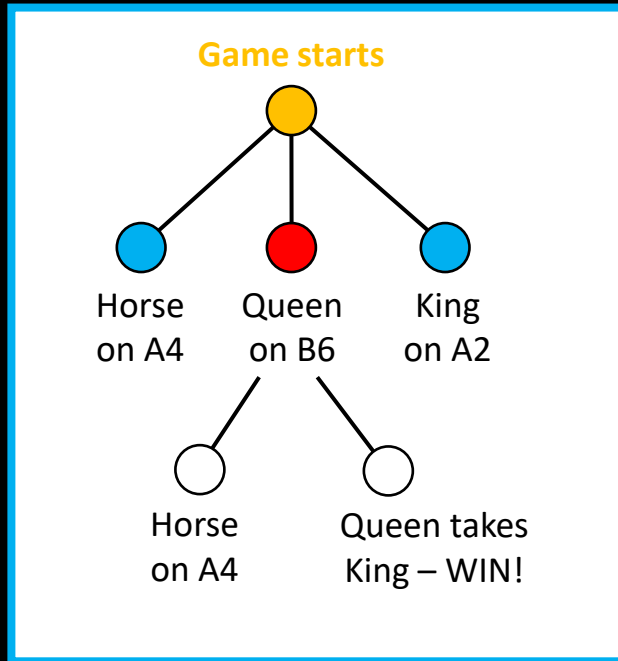 Game starts
Horse
on A4
Queen
on B6
King
on A2
Horse
on A4
Queen takes
King – WIN!